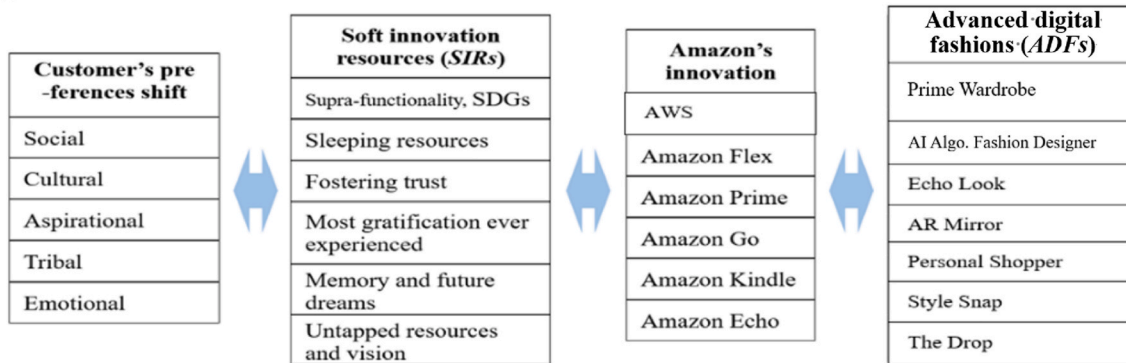 Customer's pre
-ferences shift
Social
Cultural
Aspirational
Tribal
Emotional
Soft innovation
resources (SIRs)
Supra-functionality, SDGs
Sleeping resources
Fostering trust
Most gratification ever
experienced
Memory and future
dreams
Untapped resources
and vision
Amazon's
innovation
AWS
Amazon Flex
Amazon Prime
Amazon Go
Amazon Kindle
Amazon Echo
Advanced digital
fashions (ADFs)
Prime Wardrobe
AI Algo. Fashion Designer
Echo Look
AR Mirror
Personal Shopper
Style Snap
The Drop